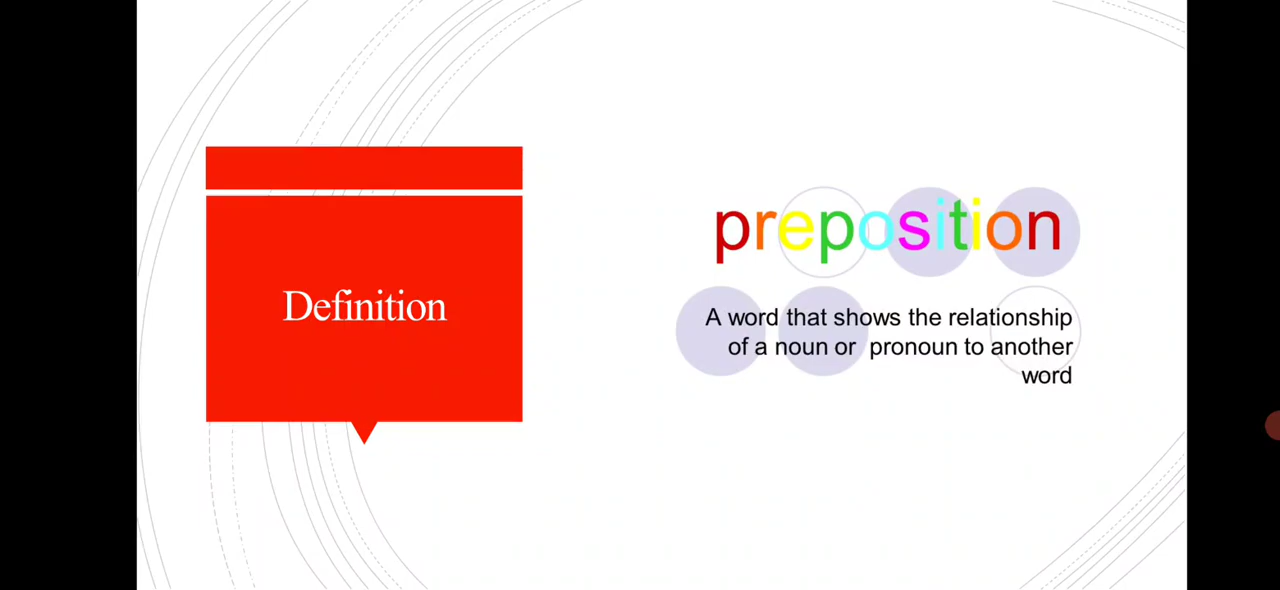 Definition
preposition
A word that shows the relationship
of a noun or pronoun to another
word